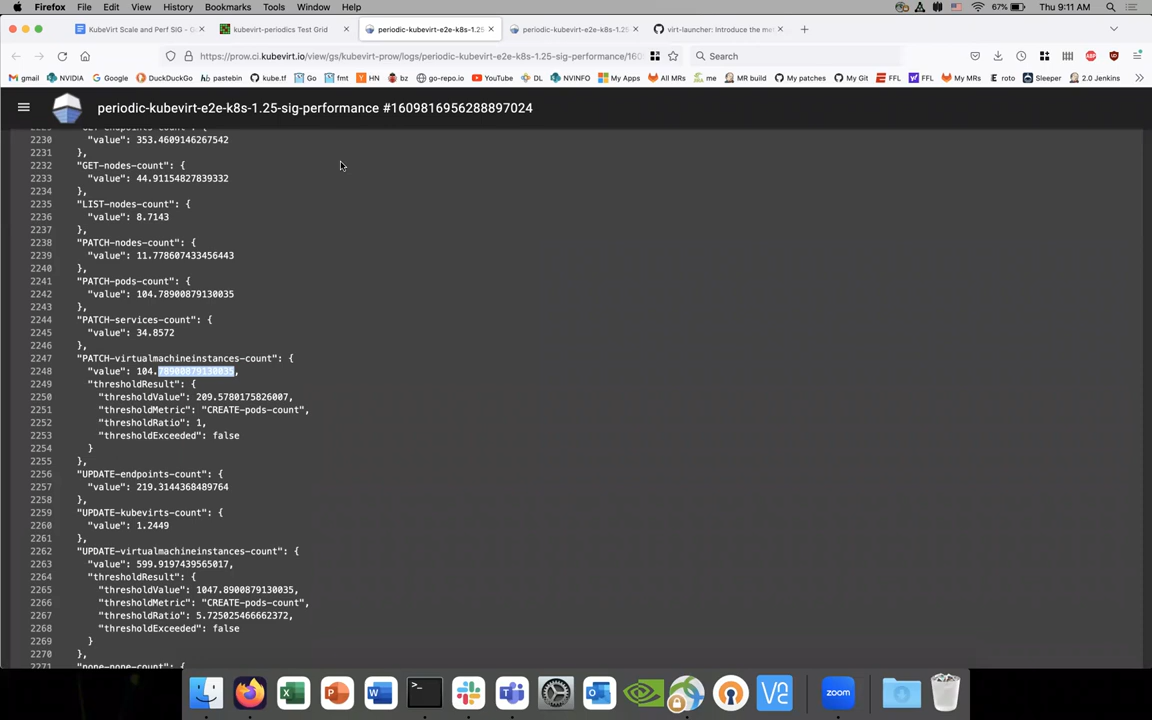 Firefox File Edit View History Bookmarks Tools Window Help 67% Thu 9:11 AM
KubeVirt Scale and Perf SIG - G
kubevirt-periodics Test Grid
periodic-kubevirt-e2e-k8s-1.25
periodic-kubevirt-e2e-k8s-1.25
virt-launcher: Introduce the m
https://prow.ci.kubevirt.io/view/gs/kubevirt-prow/logs/periodic-kubevirt-e2e-k8s-1.25-sig-performance/160
Search
gmail NVIDIA Google DuckDuckGo pastebin kube.tf Go fmt HN bz go-repo.io YouTube DL NVINFO My Apps All MRs me MR build My patches My Git FFL FFL My MRs roto Sleeper 2.0 Jenkins
periodic-kubevirt-e2e-k8s-1.25-sig-performance #1609816956288897024
2230 "value": 353.4609146267542
2231 },
2232 "GET-nodes-count": {
2233 "value": 44.91154827839332
2234 },
2235 "LIST-nodes-count": {
2236 "value": 8.7143
2237 },
2238 "PATCH-nodes-count": {
2239 "value": 11.778607433456443
2240 },
2241 "PATCH-pods-count": {
2242 "value": 104.78900879130035
2243 },
2244 "PATCH-services-count": {
2245 "value": 34.8572
2246 },
2247 "PATCH-virtualmachineinstances-count": {
2248 "value": 104.78900879130035,
2249 "thresholdResult": {
2250 "thresholdValue": 209.5780175826007,
2251 "thresholdMetric": "CREATE-pods-count",
2252 "thresholdRatio": 1,
2253 "thresholdExceeded": false
2254 }
2255 },
2256 "UPDATE-endpoints-count": {
2257 "value": 219.3144368489764
2258 },
2259 "UPDATE-kubevirts-count": {
2260 "value": 1.2449
2261 },
2262 "UPDATE-virtualmachineinstances-count": {
2263 "value": 599.9197439565017,
2264 "thresholdResult": {
2265 "thresholdValue": 1047.8900879130035,
2266 "thresholdMetric": "CREATE-pods-count",
2267 "thresholdRatio": 5.725025466662372,
2268 "thresholdExceeded": false
2269 }
2270 },
2271 "none-none-count": {
zoom